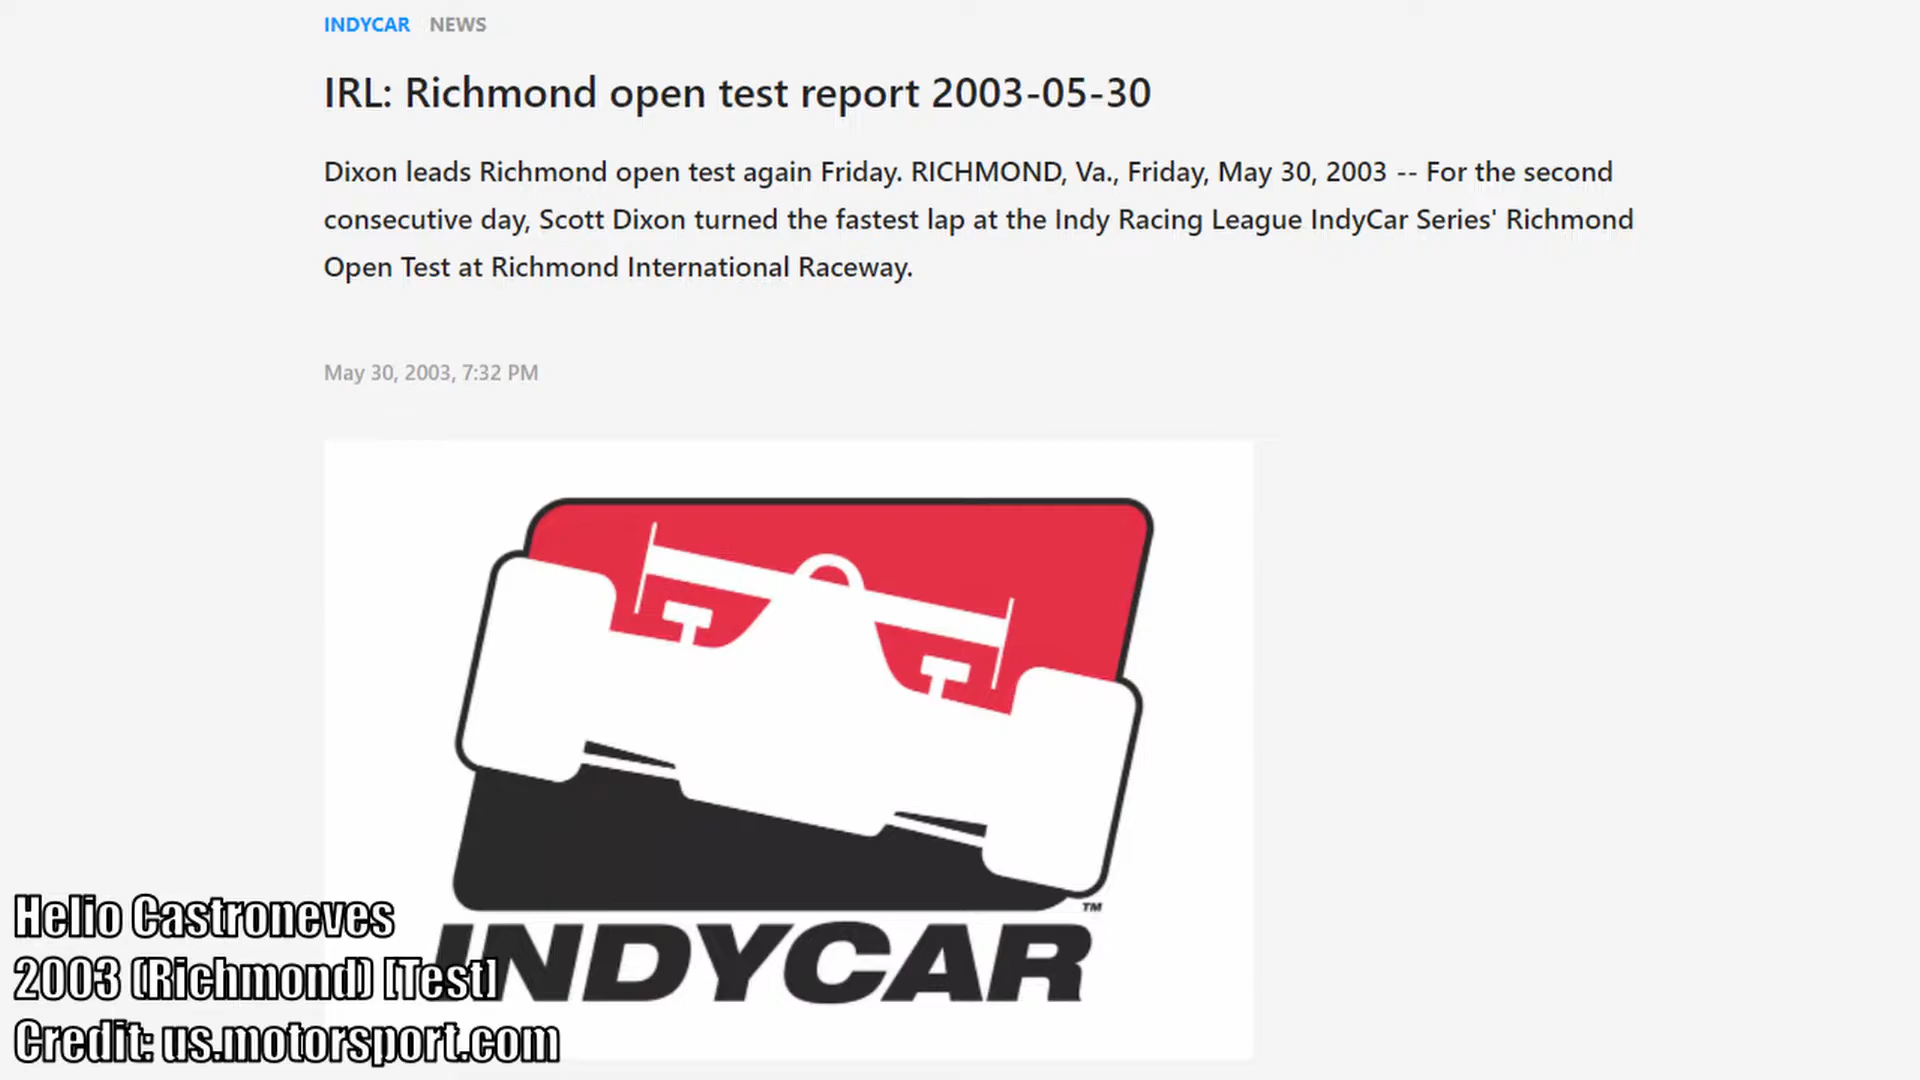 INDYCAR NEWS
IRL: Richmond open test report 2003-05-30
Dixon leads Richmond open test again Friday. RICHMOND, Va., Friday, May 30, 2003 -- For the second
consecutive day, Scott Dixon turned the fastest lap at the Indy Racing League IndyCar Series' Richmond
Open Test at Richmond International Raceway.
May 30, 2003, 7:32 PM
TM
INDYCAR
Helio Castroneves
2003 (Richmond) [Test]
Credit: us.motorsport.com